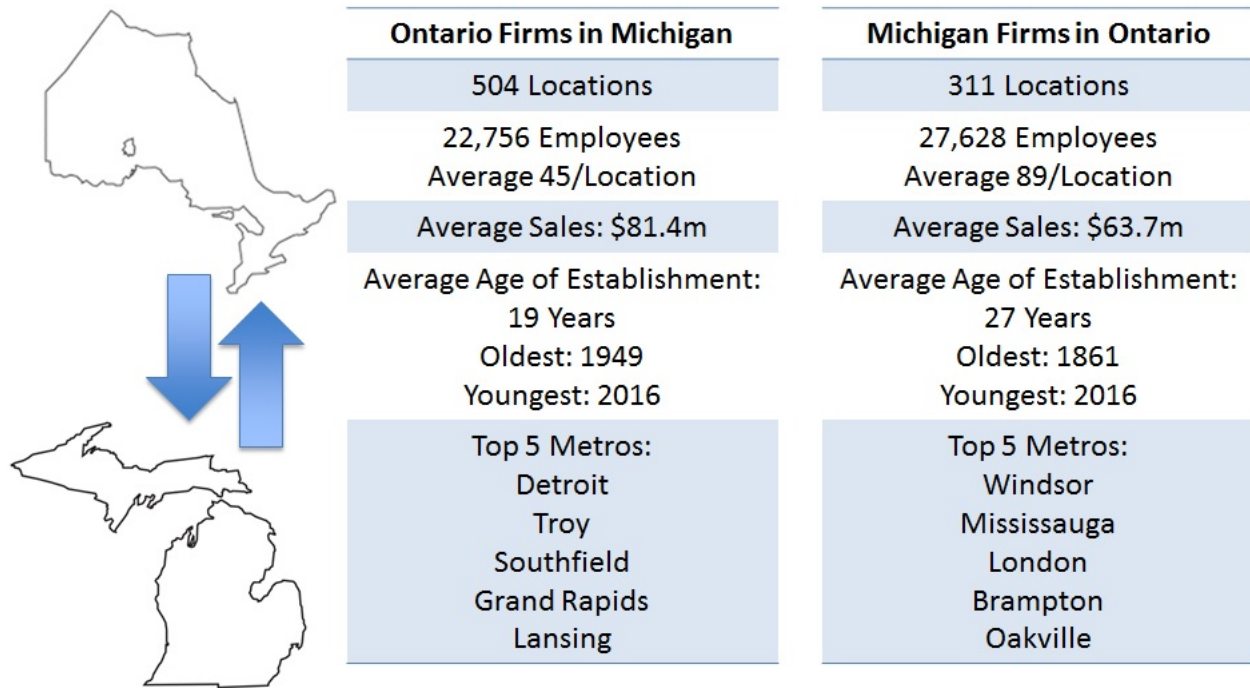 Ontario Firms in Michigan
504 Locations
22,756 Employees
Average 45/Location
Average Sales: $81.4m
Average Age of Establishment:
19 Years
Oldest: 1949
Youngest: 2016
Top 5 Metros:
Detroit
Troy
Southfield
Grand Rapids
Lansing
Michigan Firms in Ontario
311 Locations
27,628 Employees
Average 89/Location
Average Sales: $63.7m
Average Age of Establishment:
27 Years
Oldest: 1861
Youngest: 2016
Top 5 Metros:
Windsor
Mississauga
London
Brampton
Oakville